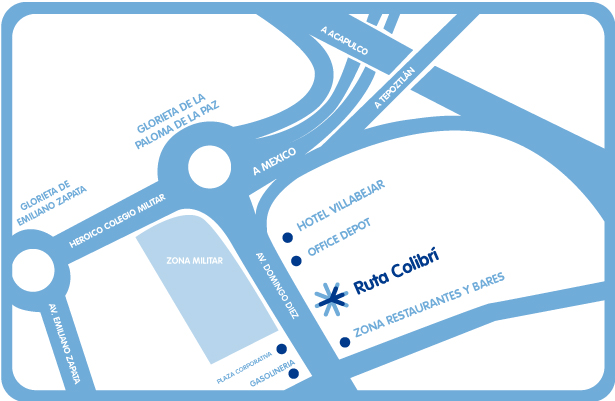 A ACAPULCO
A TEPOZTLÁN
GLORIETA DE LA
PALOMA DE LA PAZ
A MEXICO
GLORIETA DE
EMILIANO ZAPATA
HEROICO COLEGIO MILITAR
HOTEL VILLABEJAR
OFFICE DEPOT
ZONA MILITAR
AV. DOMINGO DIEZ
Ruta Colibrí
AV. EMILIANO ZAPATA
ZONA RESTAURANTES Y BARES
PLAZA CORPORATIVA
GASOLINERIA